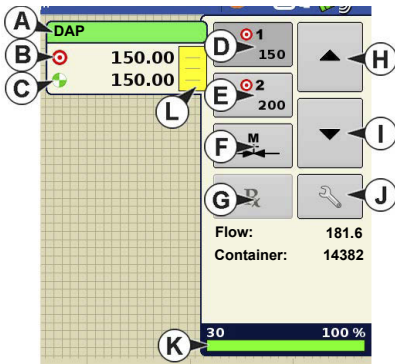 A
DAP
B
150.00
C
150.00
L
D
1
150
E
2
200
F
M
G
Rx
H
I
J
Flow: 181.6
Container: 14382
K
30 100 %